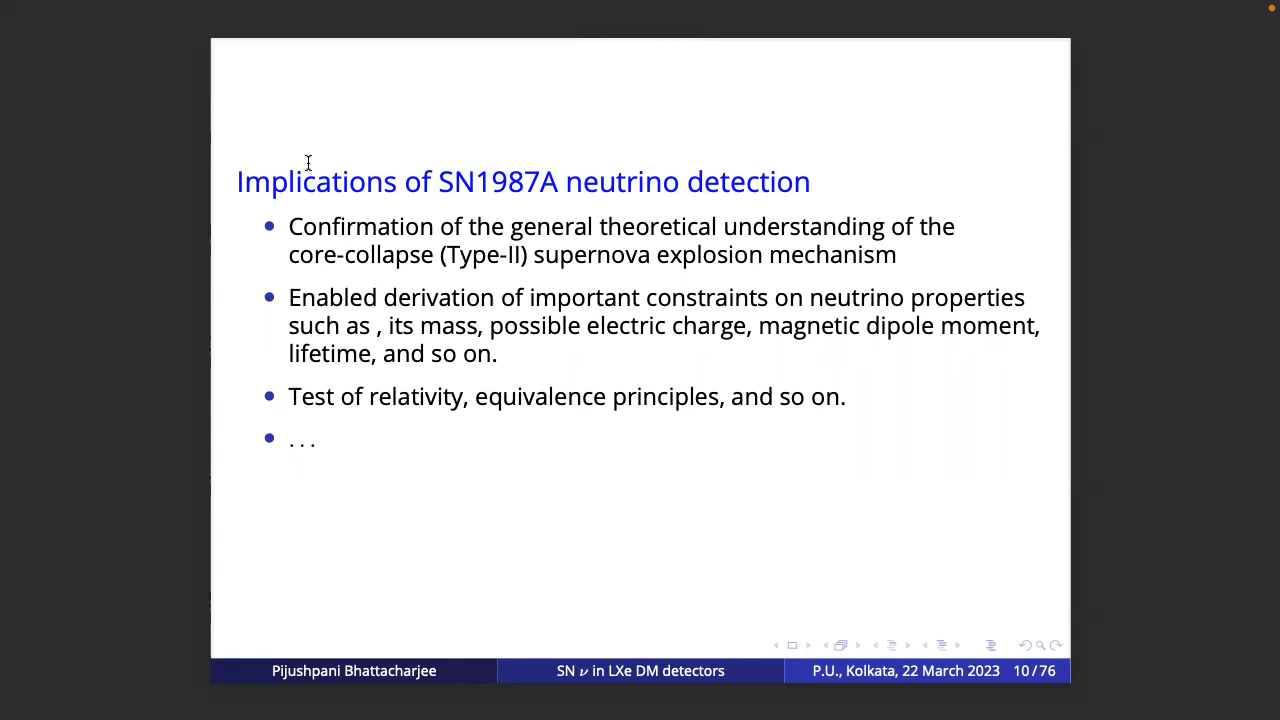 Implications of SN1987A neutrino detection
Confirmation of the general theoretical understanding of the
core-collapse (Type-II) supernova explosion mechanism
Enabled derivation of important constraints on neutrino properties
such as , its mass, possible electric charge, magnetic dipole moment,
lifetime, and so on.
Test of relativity, equivalence principles, and so on.
. . .
Pijushpani Bhattacharjee
SN ν in LXe DM detectors
P.U., Kolkata, 22 March 2023 10/76